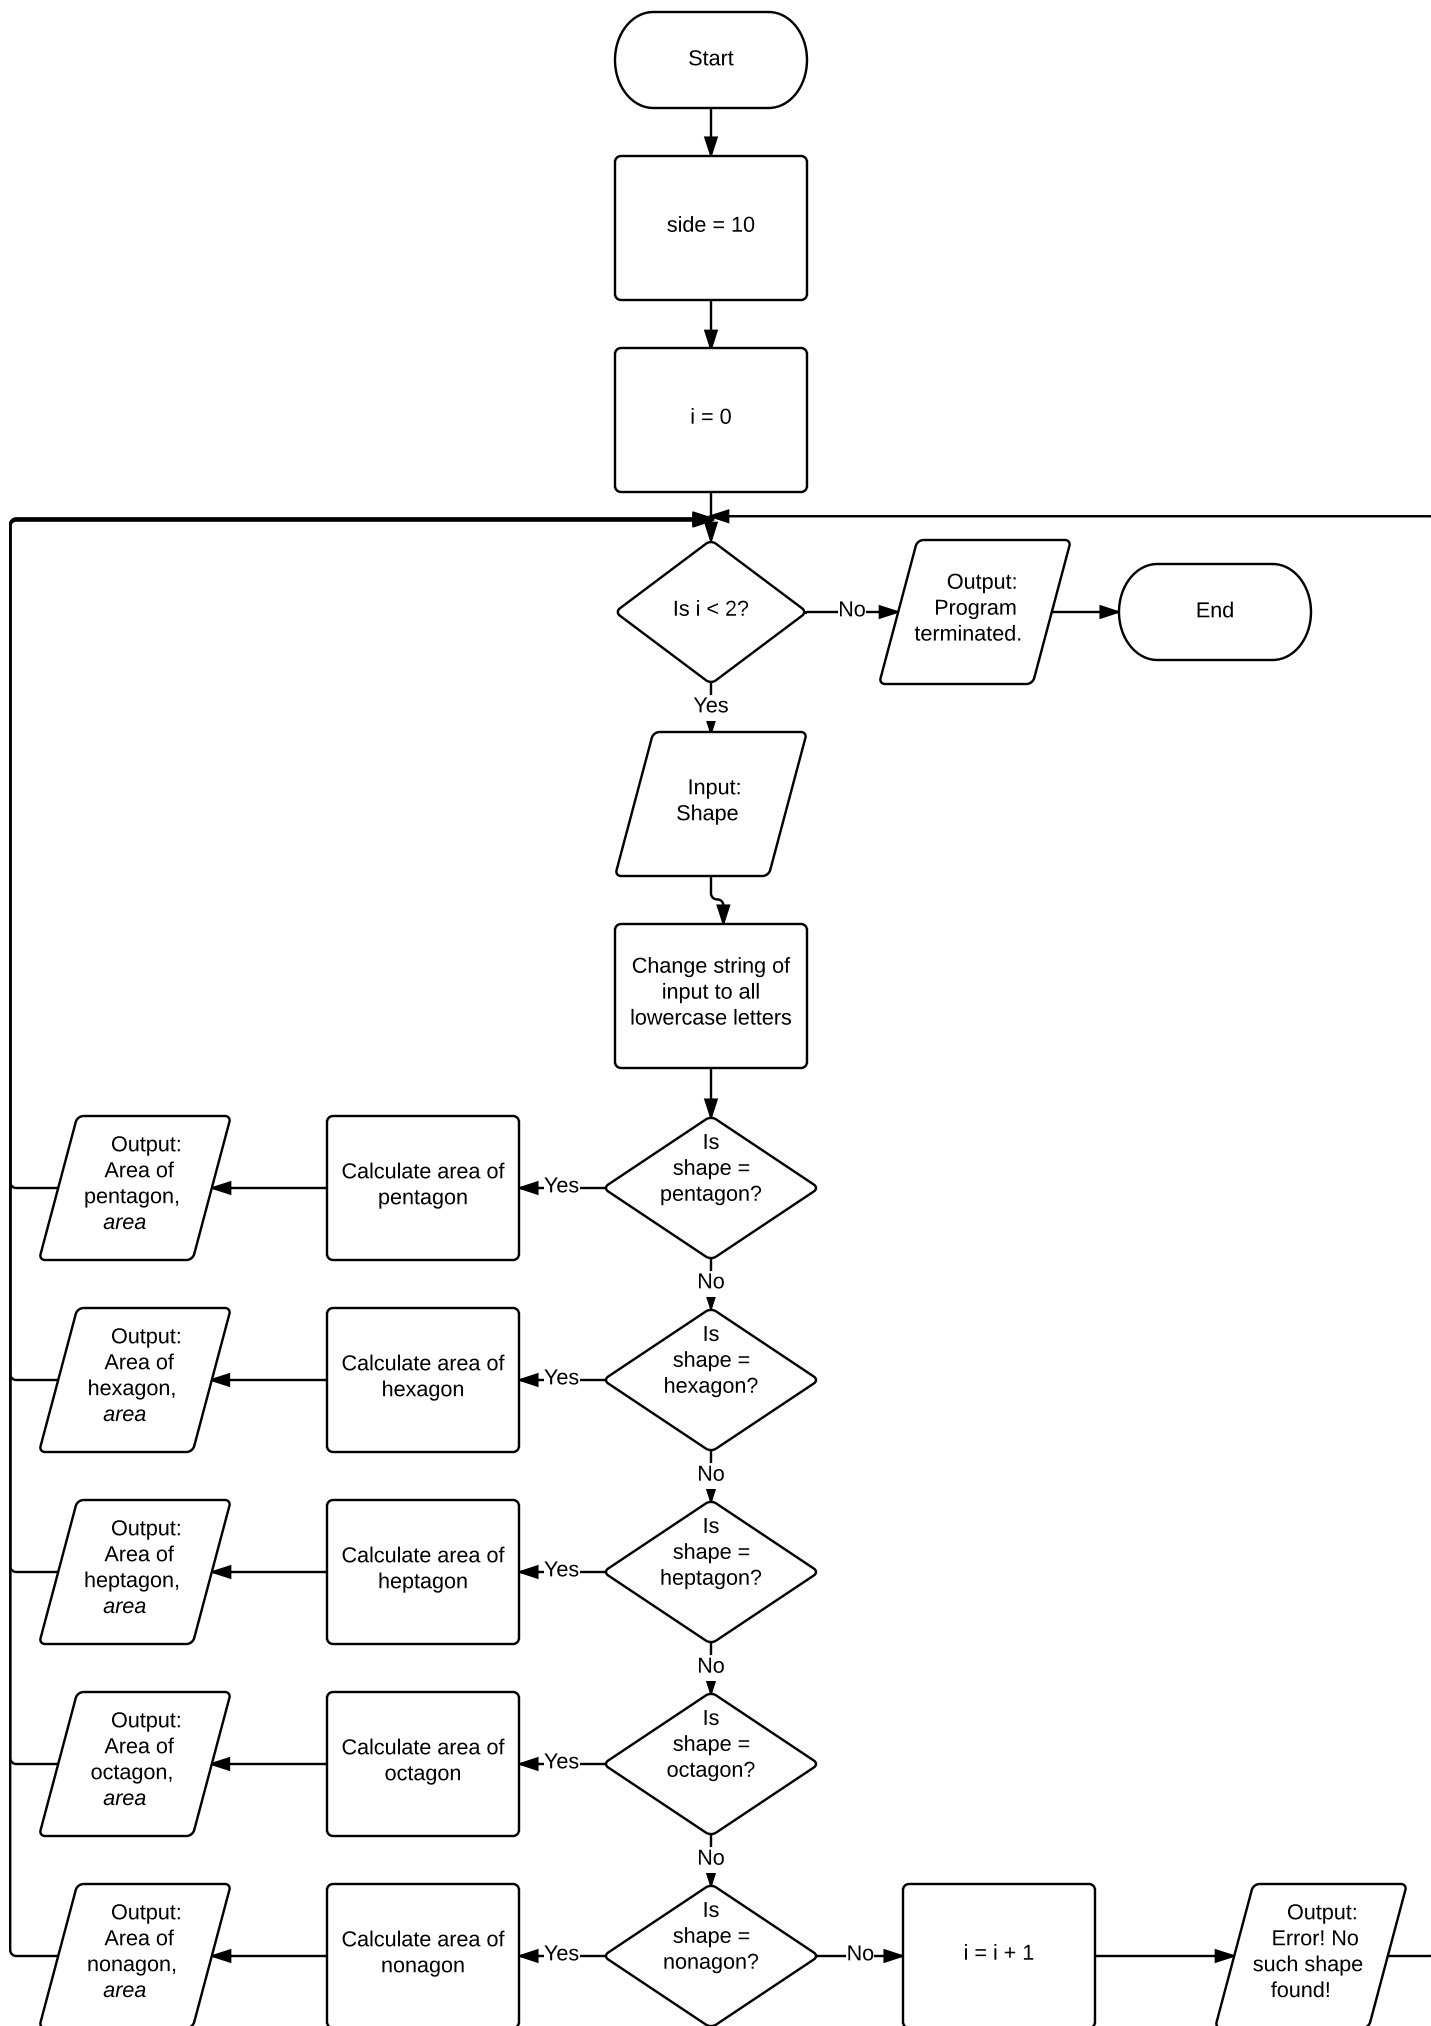 Start
side = 10
i = 0
Is i < 2?
No
Output:
Program
terminated.
End
Yes
Input:
Shape
Change string of
input to all
lowercase letters
Is
shape =
pentagon?
Yes
Calculate area of
pentagon
Output:
Area of
pentagon,
area
No
Is
shape =
hexagon?
Yes
Calculate area of
hexagon
Output:
Area of
hexagon,
area
No
Is
shape =
heptagon?
Yes
Calculate area of
heptagon
Output:
Area of
heptagon,
area
No
Is
shape =
octagon?
Yes
Calculate area of
octagon
Output:
Area of
octagon,
area
No
Is
shape =
nonagon?
Yes
Calculate area of
nonagon
Output:
Area of
nonagon,
area
No
i = i + 1
Output:
Error! No
such shape
found!